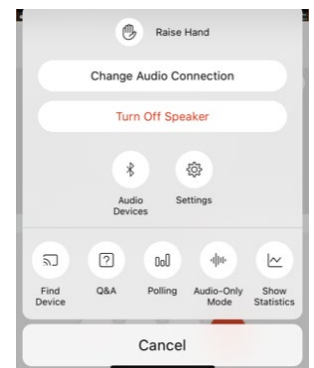 Raise Hand
Change Audio Connection
Turn Off Speaker
Audio
Devices
Settings
Find
Device
Q&A
Polling
Audio-Only
Mode
Show
Statistics
Cancel